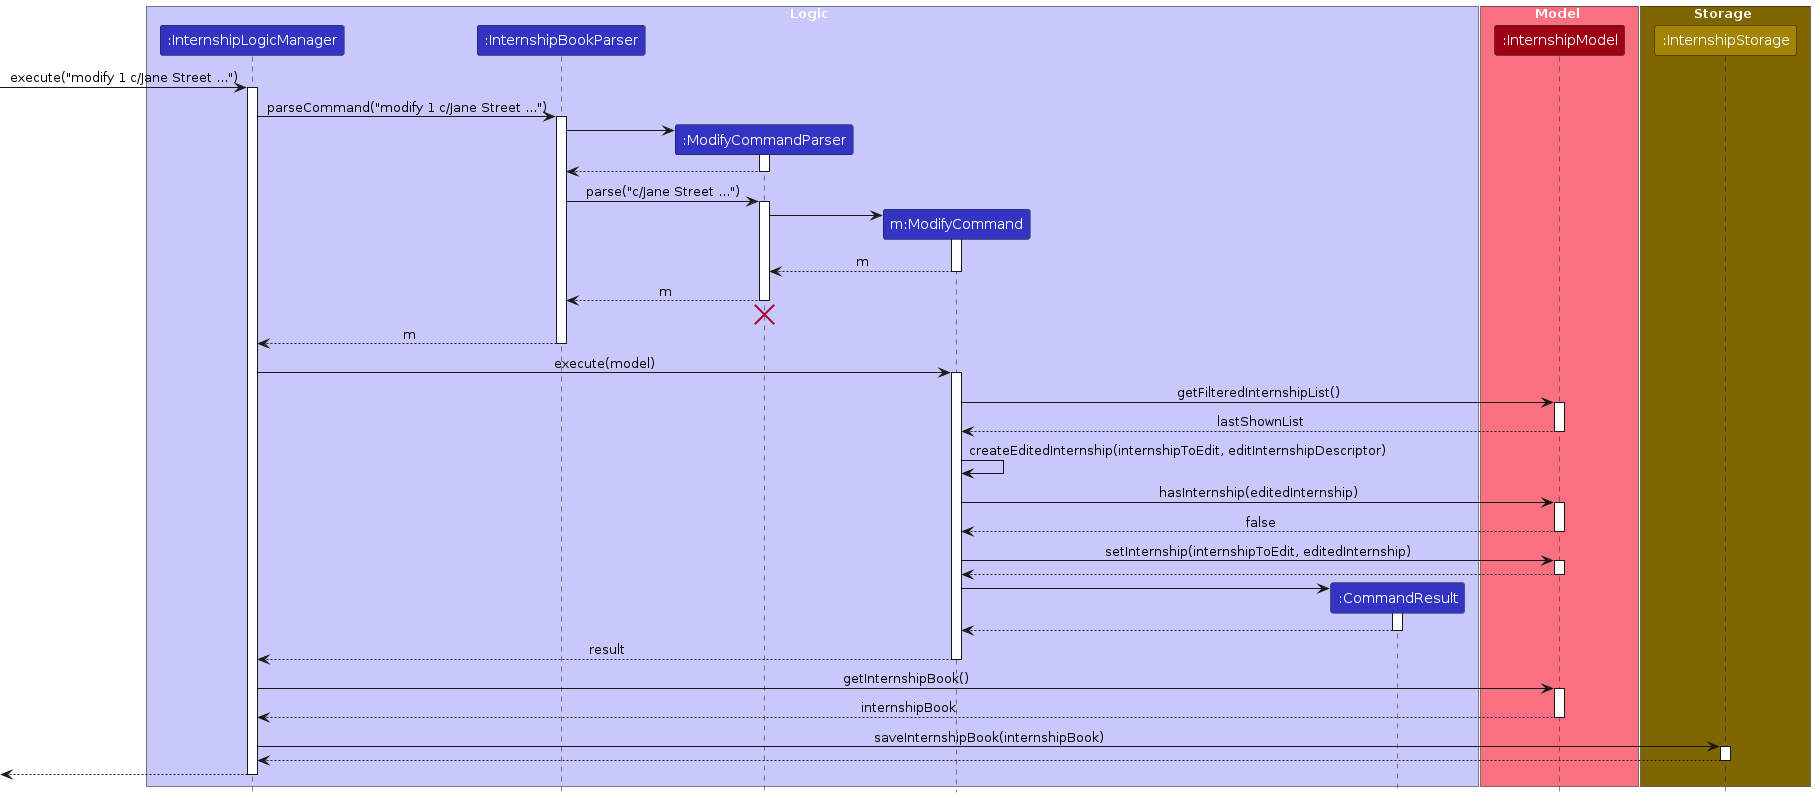 Logic
Model
Storage
:InternshipLogicManager
:InternshipBookParser
:InternshipModel
:InternshipStorage
execute("modify 1 c/Jane Street ...")
parseCommand("modify 1 c/Jane Street ...")
:ModifyCommandParser
parse("c/Jane Street ...")
m:ModifyCommand
m
m
m
execute(model)
getFilteredInternshipList()
lastShownList
createEditedInternship(internshipToEdit, editInternshipDescriptor)
hasInternship(editedInternship)
false
setInternship(internshipToEdit, editedInternship)
:CommandResult
result
getInternshipBook()
internshipBook
saveInternshipBook(internshipBook)